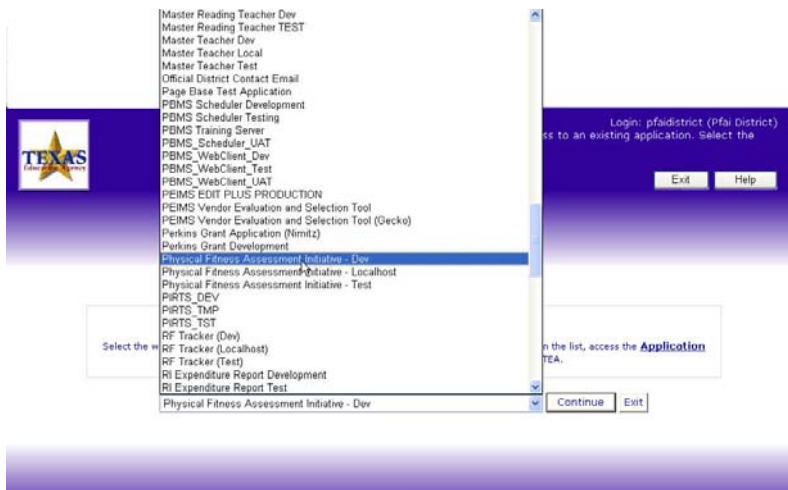 Master Reading Teacher Dev
Master Reading Teacher TEST
Master Teacher Dev
Master Teacher Local
Master Teacher Test
Official District Contact Email
Page Base Test Application
PBMS Scheduler Development
PBMS Scheduler Testing
PBMS Training Server
PBMS_Scheduler_UAT
PBMS_WebClient_Dev
PBMS_WebClient_Test
PBMS_WebClient_UAT
PEIMS EDIT PLUS PRODUCTION
PEIMS Vendor Evaluation and Selection Tool
PEIMS Vendor Evaluation and Selection Tool (Gecko)
Perkins Grant Application (Nimitz)
Perkins Grant Development
Physical Fitness Assessment Initiative - Dev
Physical Fitness Assessment Initiative - Localhost
Physical Fitness Assessment Initiative - Test
PIRTS_DEV
PIRTS_TMP
PIRTS_TST
RF Tracker (Dev)
RF Tracker (Localhost)
RF Tracker (Test)
RI Expenditure Report Development
RI Expenditure Report Test
TEXAS
Education Agency
Login: pfaidistrict (Pfai District)
ss to an existing application. Select the
Exit Help
Select the w
n the list, access the Application
TEA.
Physical Fitness Assessment Initiative - Dev
Continue Exit